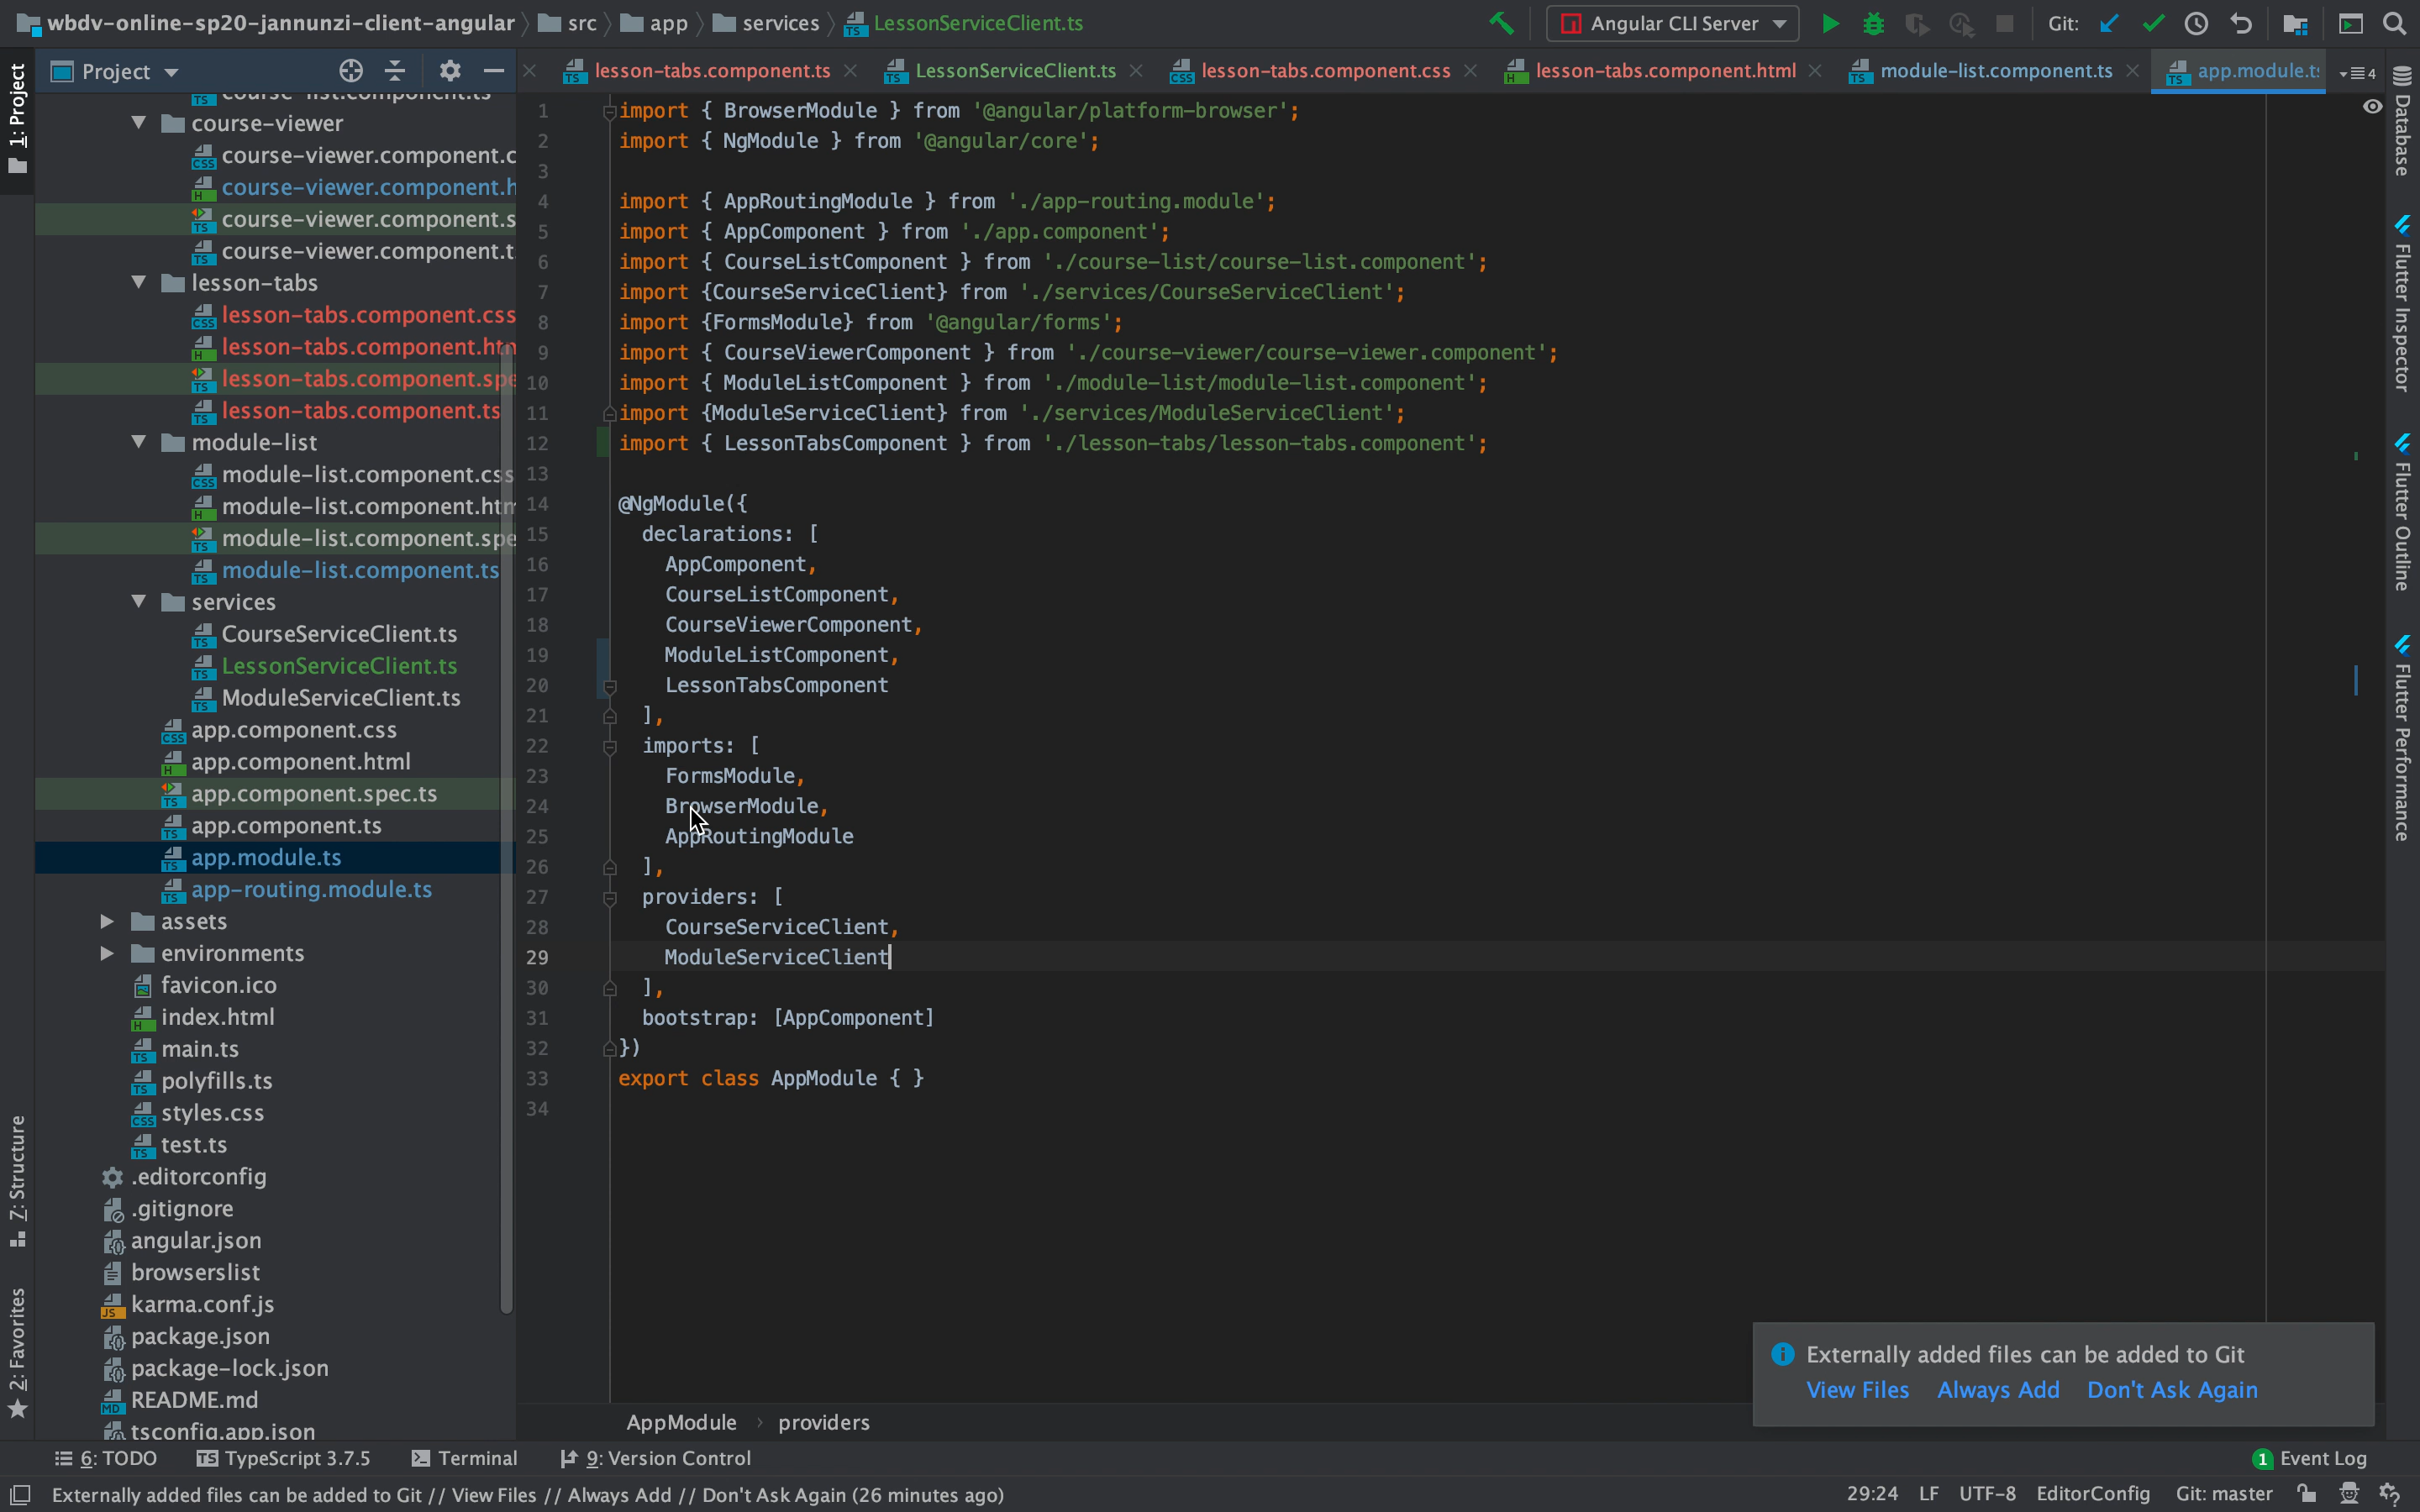 wbdv-online-sp20-jannunzi-client-angular src app services LessonServiceClient.ts
Angular CLI Server
Git:
1: Project
Project
lesson-tabs.component.ts
LessonServiceClient.ts
lesson-tabs.component.css
lesson-tabs.component.html
module-list.component.ts
app.module.ts
4
course-viewer
course-viewer.component.c
course-viewer.component.h
course-viewer.component.s
course-viewer.component.t
lesson-tabs
lesson-tabs.component.css
lesson-tabs.component.htm
lesson-tabs.component.spe
lesson-tabs.component.ts
module-list
module-list.component.css
module-list.component.htm
module-list.component.spe
module-list.component.ts
services
CourseServiceClient.ts
LessonServiceClient.ts
ModuleServiceClient.ts
app.component.css
app.component.html
app.component.spec.ts
app.component.ts
app.module.ts
app-routing.module.ts
assets
environments
favicon.ico
index.html
main.ts
polyfills.ts
styles.css
test.ts
.editorconfig
.gitignore
angular.json
browserslist
karma.conf.js
package.json
package-lock.json
README.md
tsconfig.app.json
1 import { BrowserModule } from '@angular/platform-browser';
2 import { NgModule } from '@angular/core';
3
4 import { AppRoutingModule } from './app-routing.module';
5 import { AppComponent } from './app.component';
6 import { CourseListComponent } from './course-list/course-list.component';
7 import {CourseServiceClient} from './services/CourseServiceClient';
8 import {FormsModule} from '@angular/forms';
9 import { CourseViewerComponent } from './course-viewer/course-viewer.component';
10 import { ModuleListComponent } from './module-list/module-list.component';
11 import {ModuleServiceClient} from './services/ModuleServiceClient';
12 import { LessonTabsComponent } from './lesson-tabs/lesson-tabs.component';
13
14 @NgModule({
15 declarations: [
16 AppComponent,
17 CourseListComponent,
18 CourseViewerComponent,
19 ModuleListComponent,
20 LessonTabsComponent
21 ],
22 imports: [
23 FormsModule,
24 BrowserModule,
25 AppRoutingModule
26 ],
27 providers: [
28 CourseServiceClient,
29 ModuleServiceClient
30 ],
31 bootstrap: [AppComponent]
32 })
33 export class AppModule { }
34
Database
Flutter Inspector
Flutter Outline
Flutter Performance
Z: Structure
2: Favorites
Externally added files can be added to Git
View Files Always Add Don't Ask Again
AppModule › providers
6: TODO TypeScript 3.7.5 Terminal 9: Version Control
1 Event Log
Externally added files can be added to Git // View Files // Always Add // Don't Ask Again (26 minutes ago)
29:24 LF UTF-8 EditorConfig Git: master